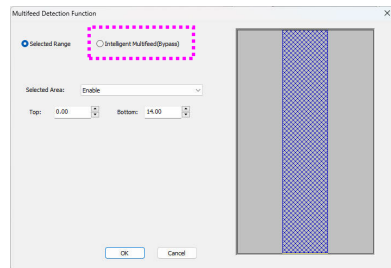 Multifeed Detection Function
Selected Range
Intelligent Multifeed(Bypass)
Selected Area: Enable
Top: 0.00 Bottom: 14.00
OK Cancel